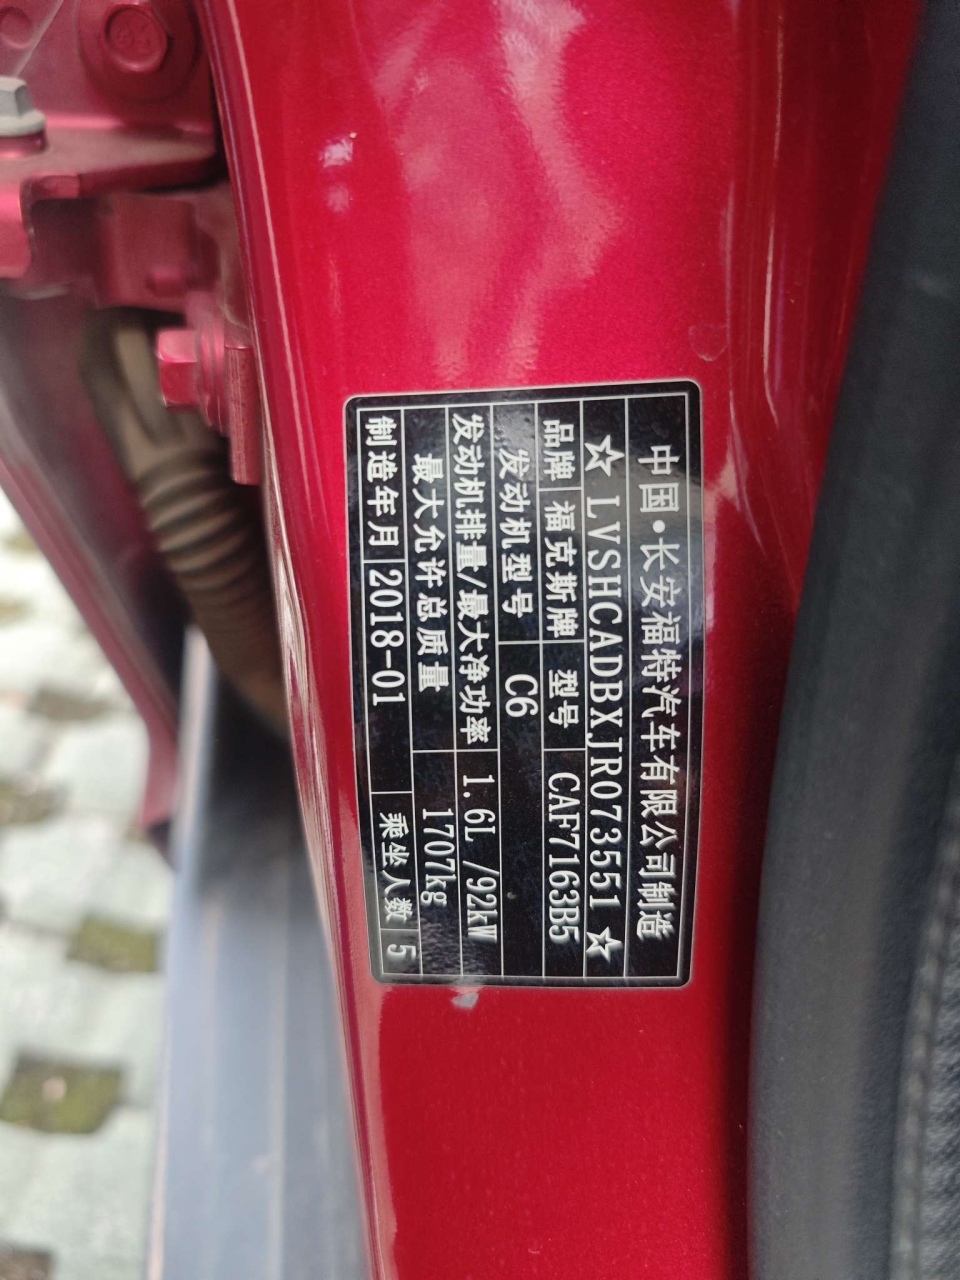 中国·长安福特汽车有限公司制造
☆LVSHCADBXJR073551☆
品牌 福克斯牌 型号 CAF7163B5
发动机型号 C6
发动机排量/最大净功率 1.6L /92kW
最大允许总质量 1707kg
制造年月 2018-01 乘坐人数 5